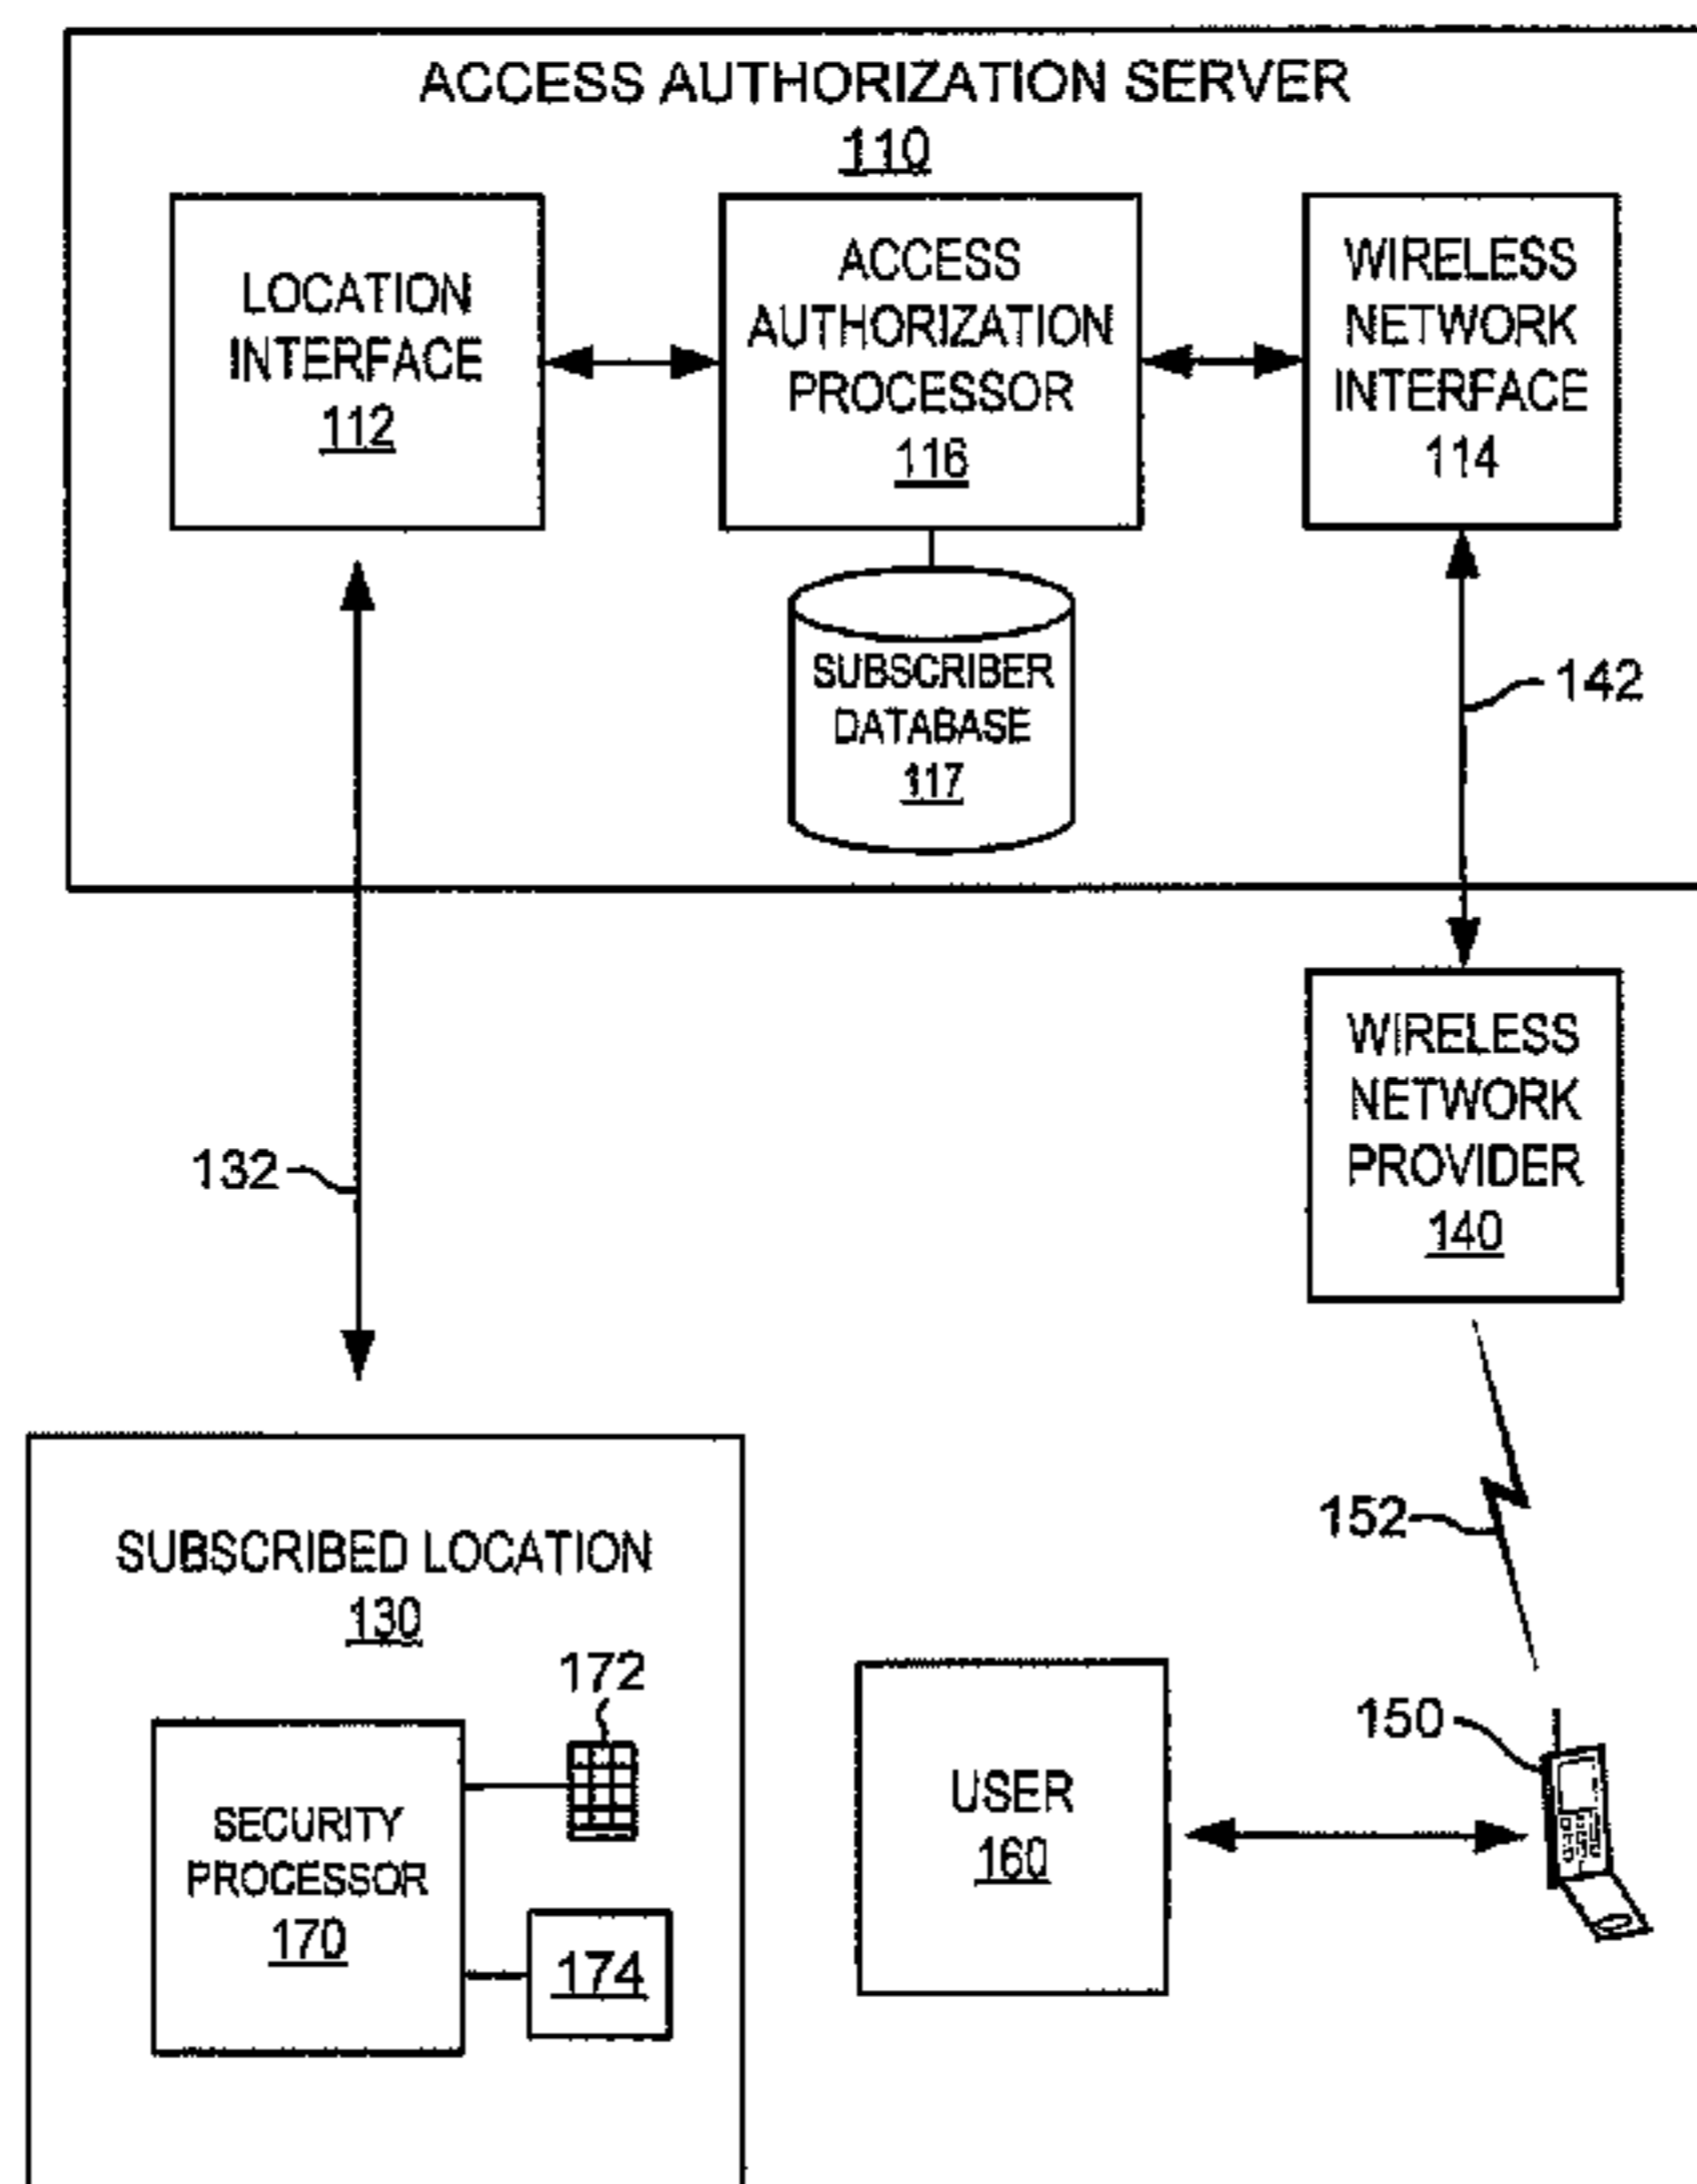 ACCESS AUTHORIZATION SERVER
110
LOCATION
INTERFACE
112
ACCESS
AUTHORIZATION
PROCESSOR
116
WIRELESS
NETWORK
INTERFACE
114
SUBSCRIBER
DATABASE
117
142
132
WIRELESS
NETWORK
PROVIDER
140
152
SUBSCRIBED LOCATION
130
172
SECURITY
PROCESSOR
170
174
USER
160
150